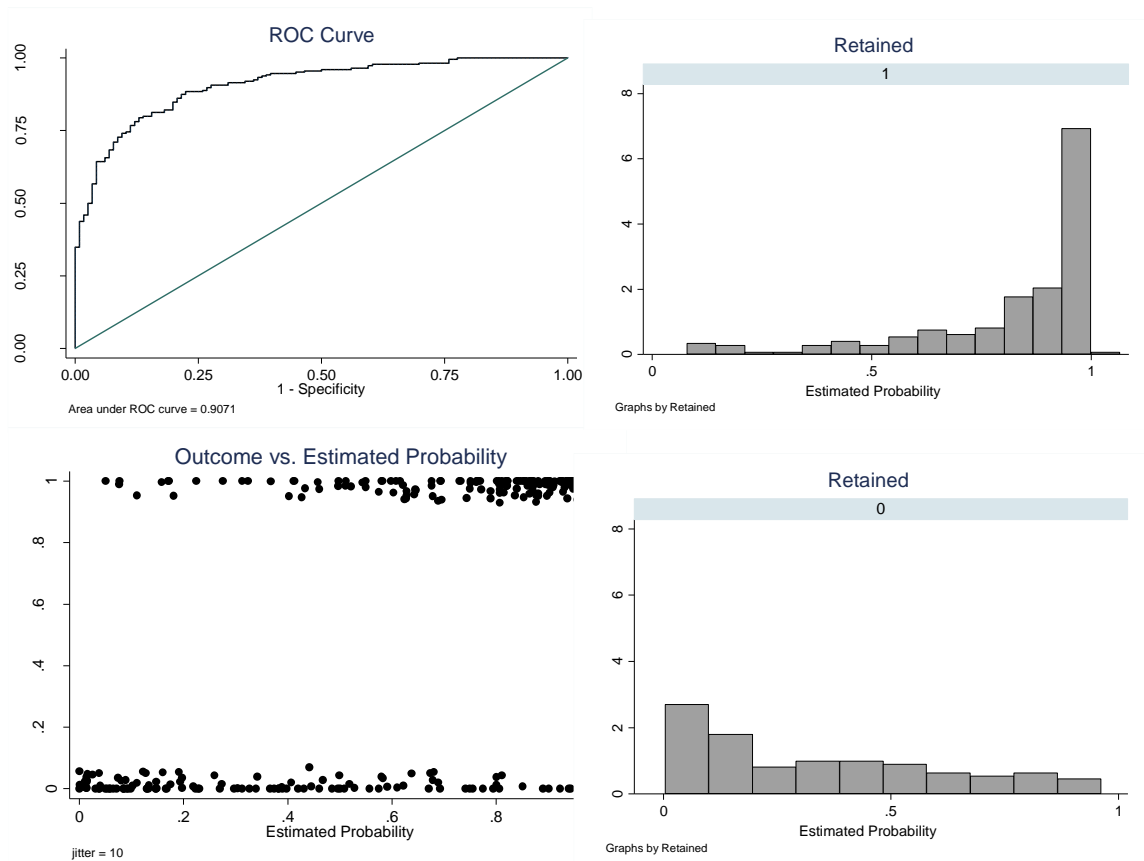 ROC Curve
1.00
0.75
0.50
0.25
0.00
0.00 0.25 0.50 0.75 1.00
1 - Specificity
Area under ROC curve = 0.9071
Retained
1
8
6
4
2
0
0 .5 1
Estimated Probability
Graphs by Retained
Outcome vs. Estimated Probability
1
.8
.6
.4
.2
0
0 .2 .4 .6 .8
Estimated Probability
jitter = 10
Retained
0
8
6
4
2
0
0 .5 1
Estimated Probability
Graphs by Retained